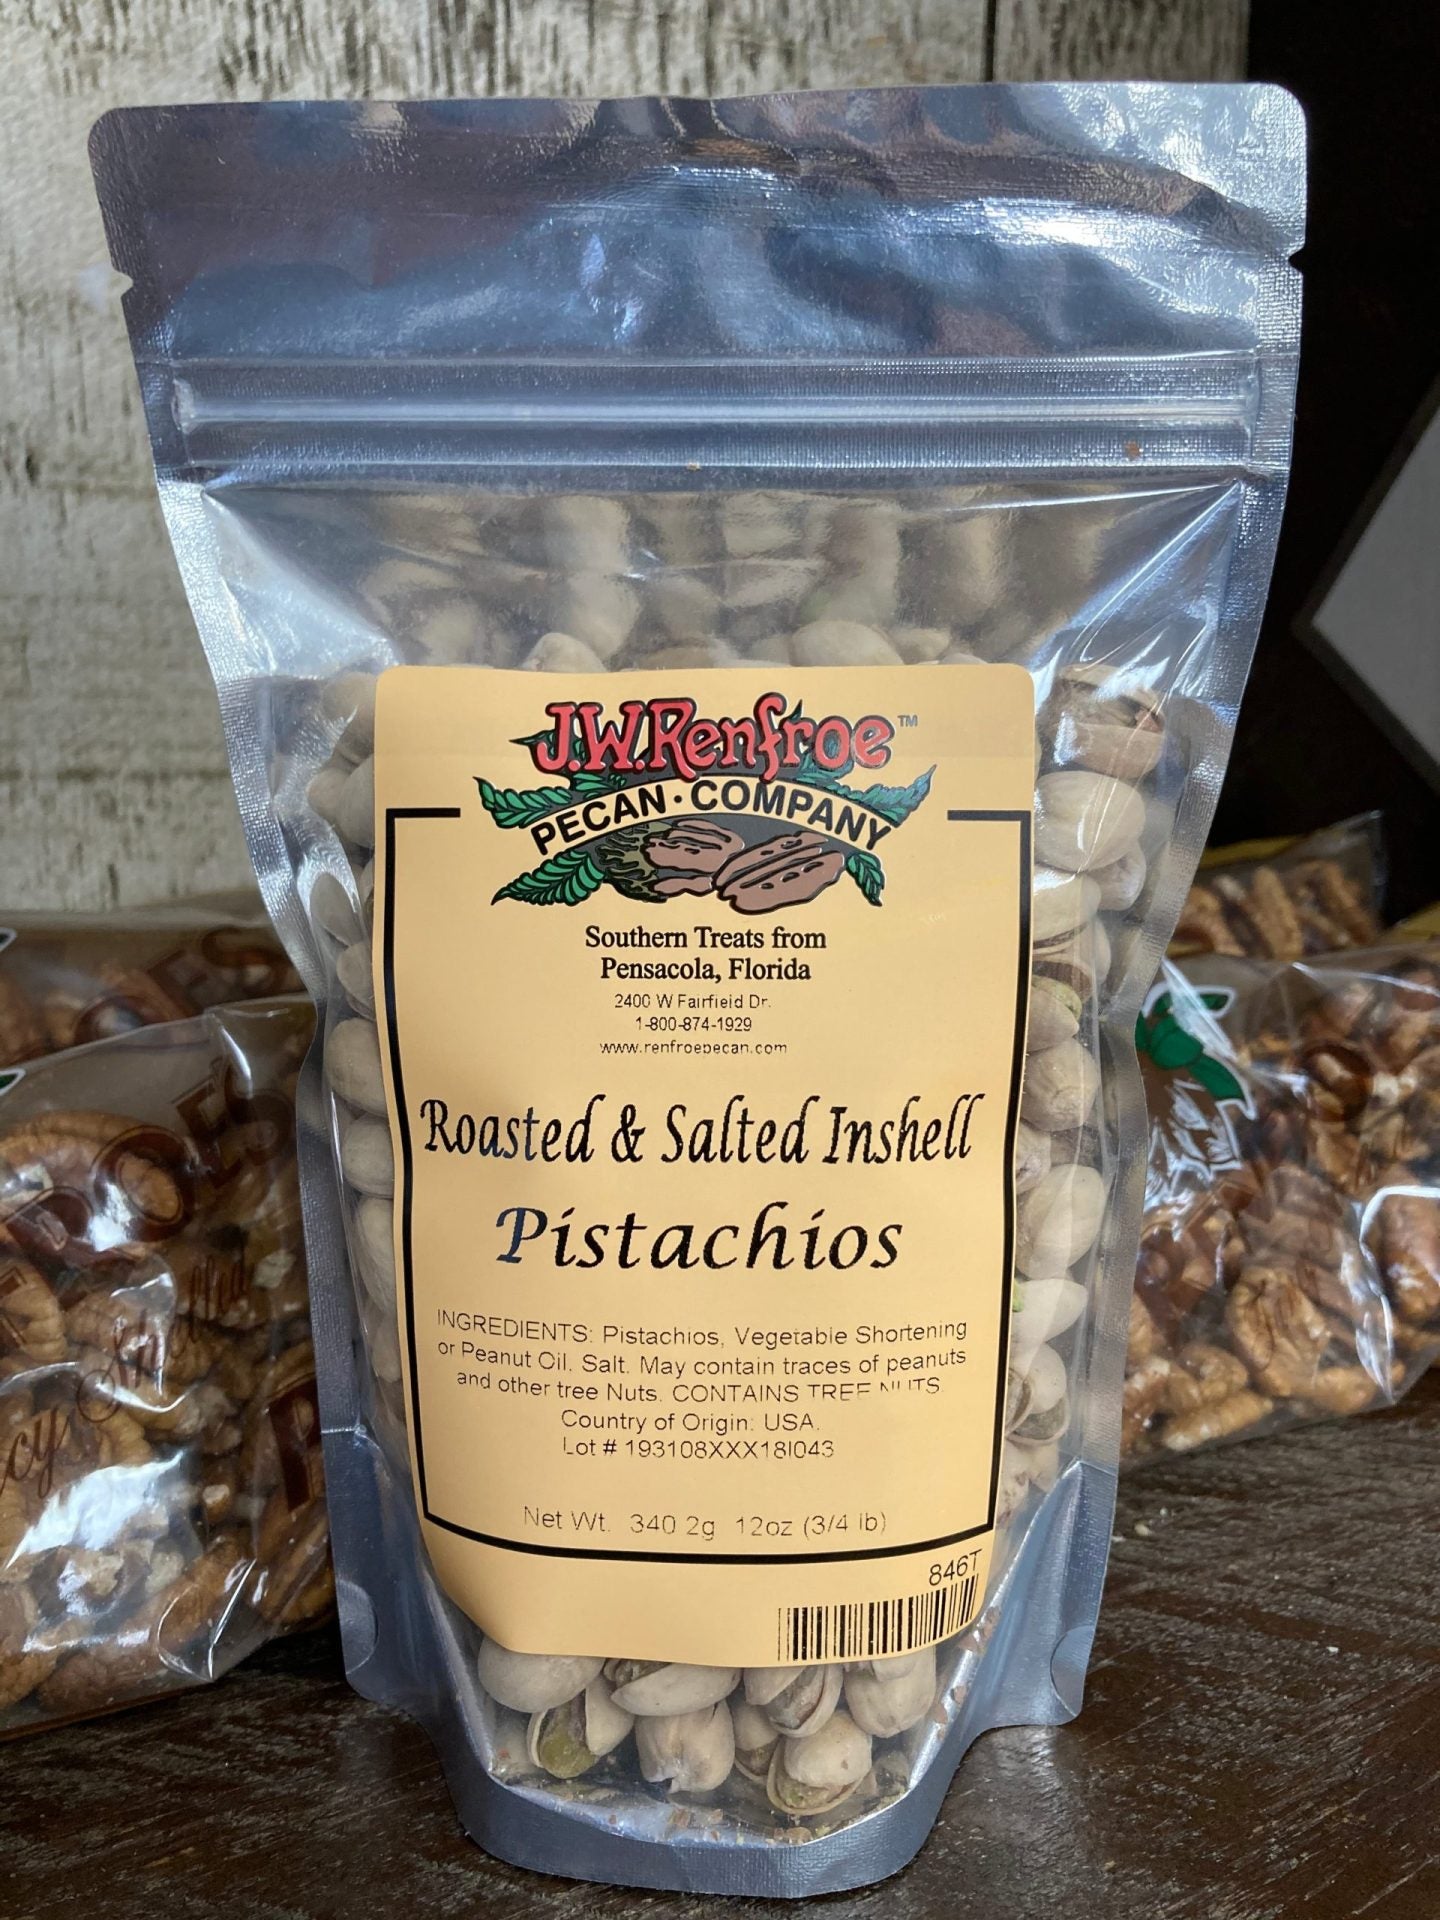 J.W. Renfroe™
PECAN · COMPANY
Southern Treats from
Pensacola, Florida
2400 W Fairfield Dr.
1-800-874-1929
www.renfroepecan.com
Roasted & Salted Inshell
Pistachios
INGREDIENTS: Pistachios, Vegetable Shortening
or Peanut Oil. Salt. May contain traces of peanuts
and other tree Nuts. CONTAINS TREE NUTS.
Country of Origin: USA.
Lot # 193108XXX18I043
Net Wt. 340.2g 12oz (3/4 lb)
846T